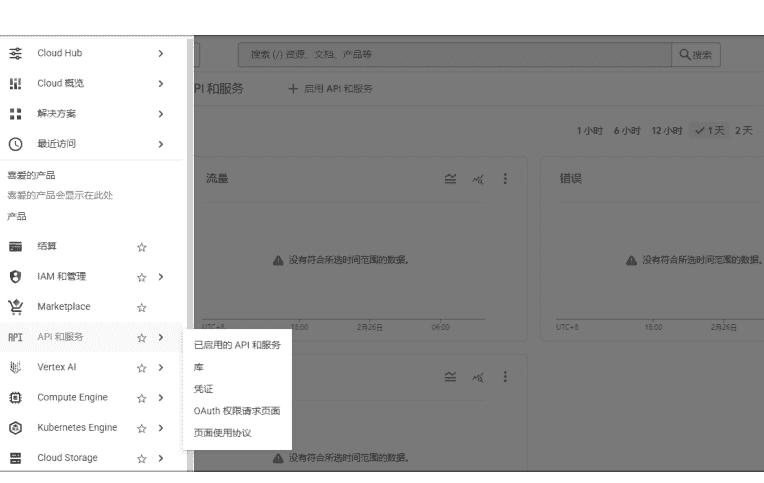 Cloud Hub
Cloud 概览
解决方案
最近访问
喜爱的产品
喜爱的产品会显示在此处
产品
结算
IAM 和管理
Marketplace
API API 和服务
Vertex AI
Compute Engine
Kubernetes Engine
Cloud Storage
已启用的 API 和服务
库
凭证
OAuth 权限请求页面
页面使用协议
搜索 (/) 资源、文档、产品等
搜索
PI 和服务
启用 API 和服务
1 小时 6 小时 12 小时 1 天 2 天
流量
没有符合所选时间范围的数据。
UTC+8 18:00 2月26日 06:00
错误
没有符合所选时间范围的数据。
UTC+8 18:00 2月26日
没有符合所选时间范围的数据。